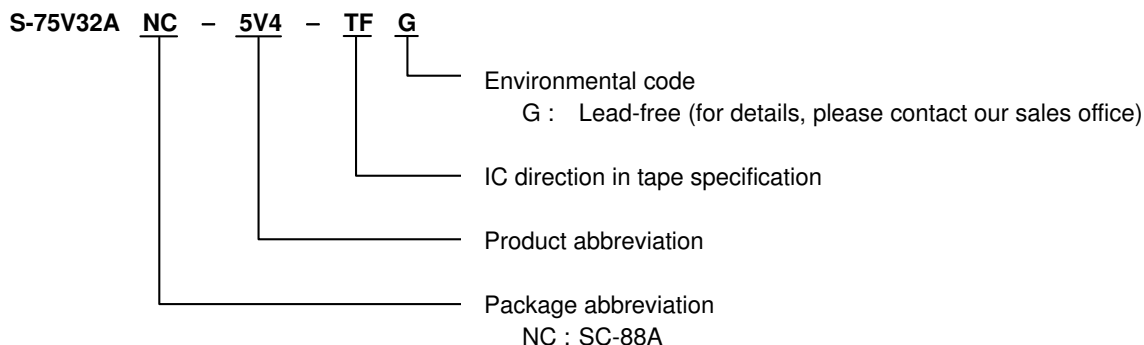 S-75V32A NC – 5V4 – TF G
Environmental code
G : Lead-free (for details, please contact our sales office)
IC direction in tape specification
Product abbreviation
Package abbreviation
NC : SC-88A